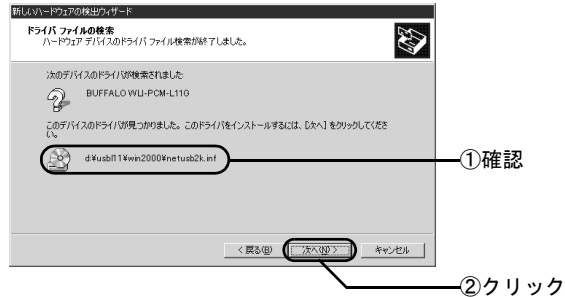 新しいハードウェアの検出ウィザード
ドライバ ファイルの検索
ハードウェア デバイスのドライバ ファイル検索が終了しました。
次のデバイスのドライバが検索されました:
BUFFALO WLI-PCM-L11G
このデバイスのドライバが見つかりました。このドライバをインストールするには、[次へ] をクリックしてくださ
い。
d:¥usbl11¥win2000¥netusb2k.inf
①確認
< 戻る(B)
次へ(N) >
キャンセル
②クリック